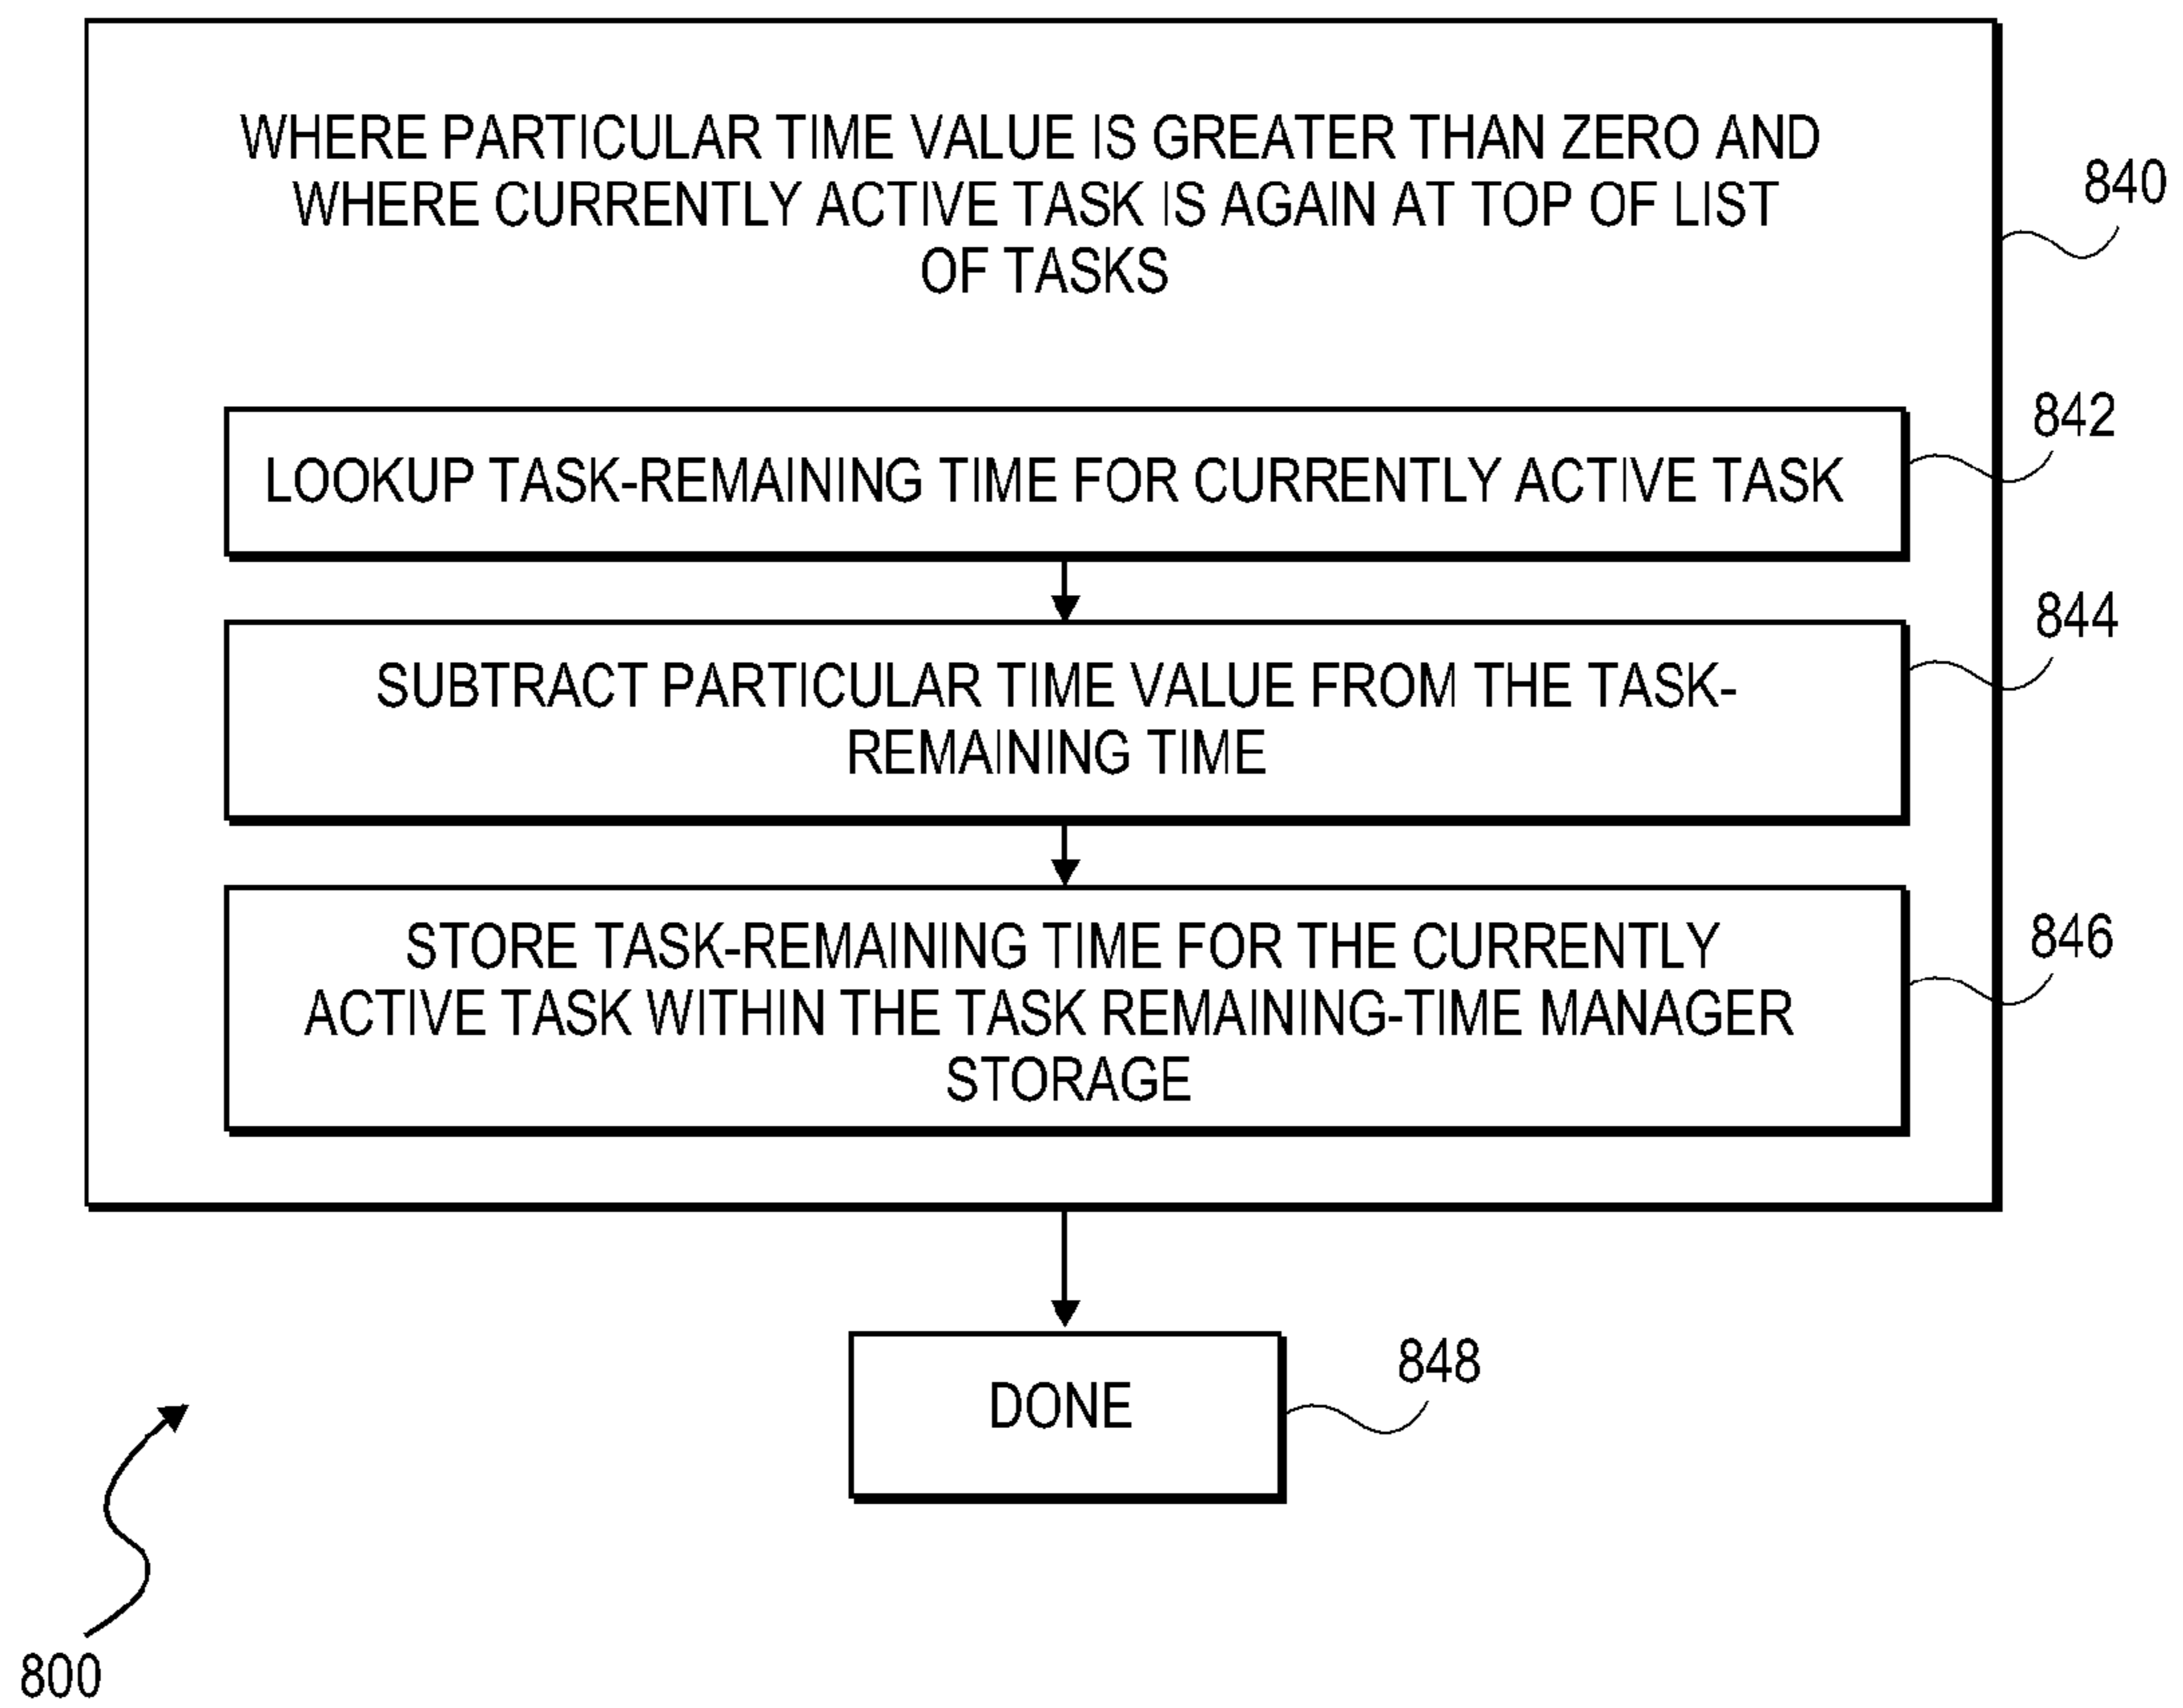 WHERE PARTICULAR TIME VALUE IS GREATER THAN ZERO AND
WHERE CURRENTLY ACTIVE TASK IS AGAIN AT TOP OF LIST
OF TASKS
840
842
LOOKUP TASK-REMAINING TIME FOR CURRENTLY ACTIVE TASK
844
SUBTRACT PARTICULAR TIME VALUE FROM THE TASK-
REMAINING TIME
846
STORE TASK-REMAINING TIME FOR THE CURRENTLY
ACTIVE TASK WITHIN THE TASK REMAINING-TIME MANAGER
STORAGE
848
DONE
800